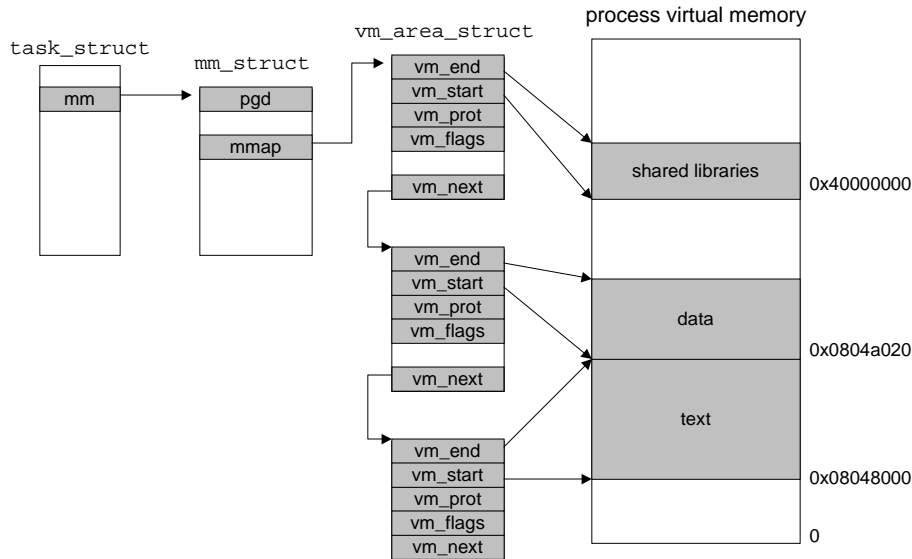 process virtual memory
task_struct
mm
mm_struct
pgd
mmap
vm_area_struct
vm_end
vm_start
vm_prot
vm_flags
vm_next
vm_end
vm_start
vm_prot
vm_flags
vm_next
vm_end
vm_start
vm_prot
vm_flags
vm_next
shared libraries
0x40000000
data
0x0804a020
text
0x08048000
0